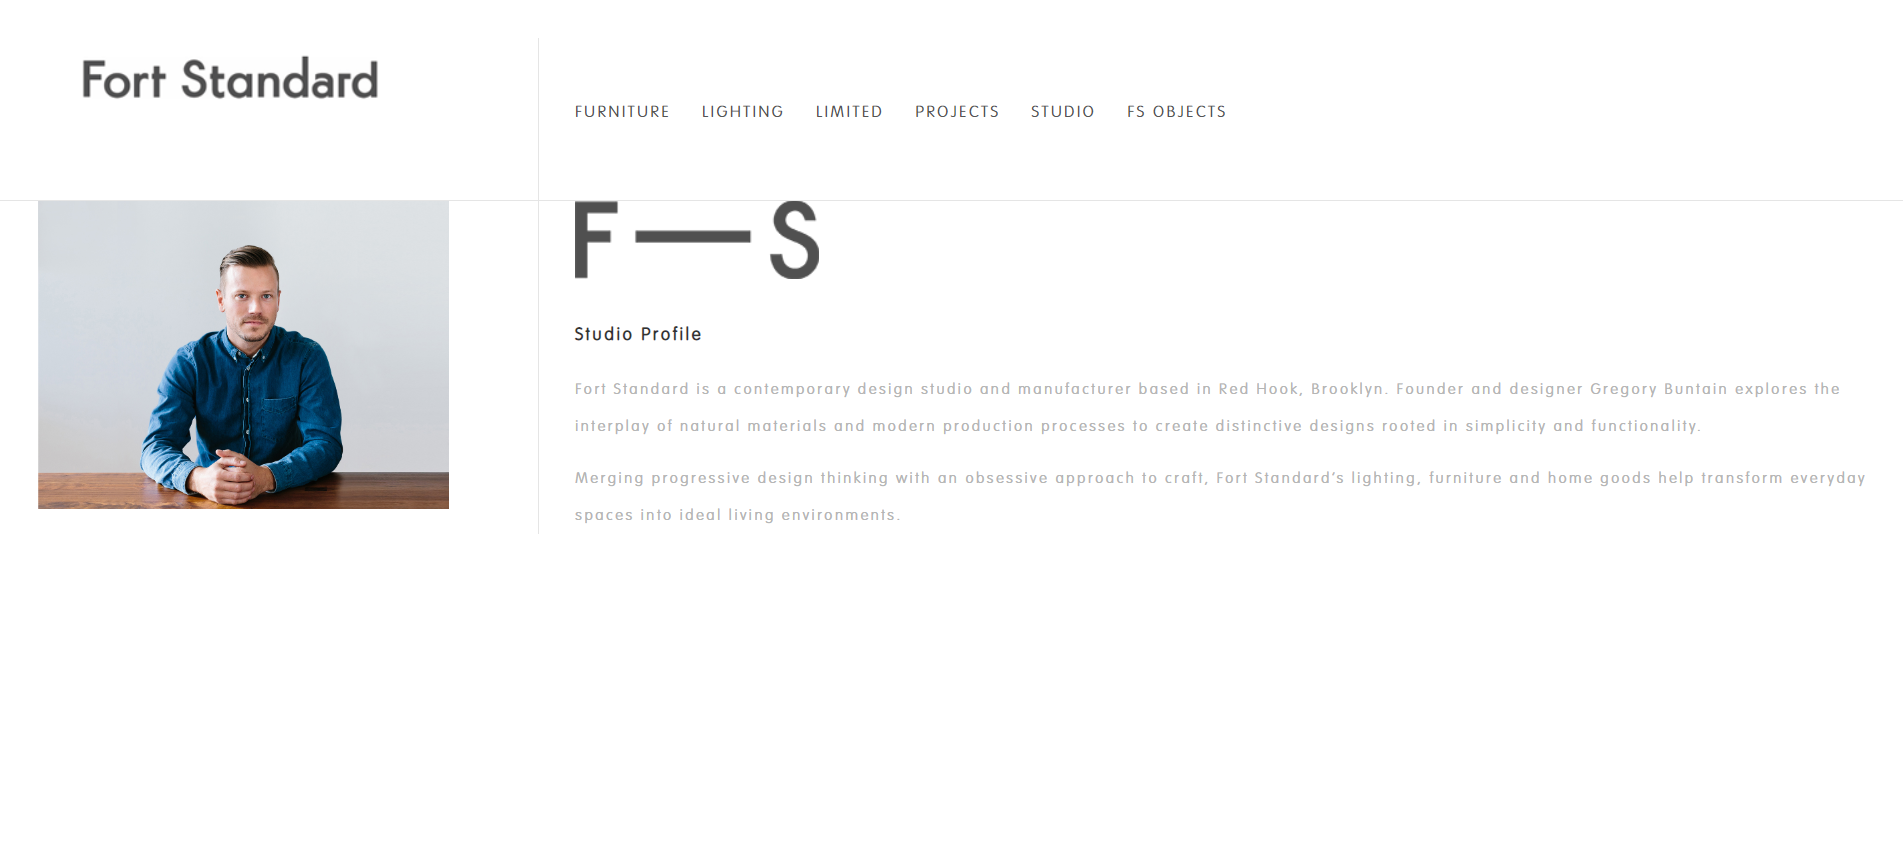 Fort Standard
FURNITURE LIGHTING LIMITED PROJECTS STUDIO FS OBJECTS
F—S
Studio Profile
Fort Standard is a contemporary design studio and manufacturer based in Red Hook, Brooklyn. Founder and designer Gregory Buntain explores the
interplay of natural materials and modern production processes to create distinctive designs rooted in simplicity and functionality.
Merging progressive design thinking with an obsessive approach to craft, Fort Standard’s lighting, furniture and home goods help transform everyday
spaces into ideal living environments.